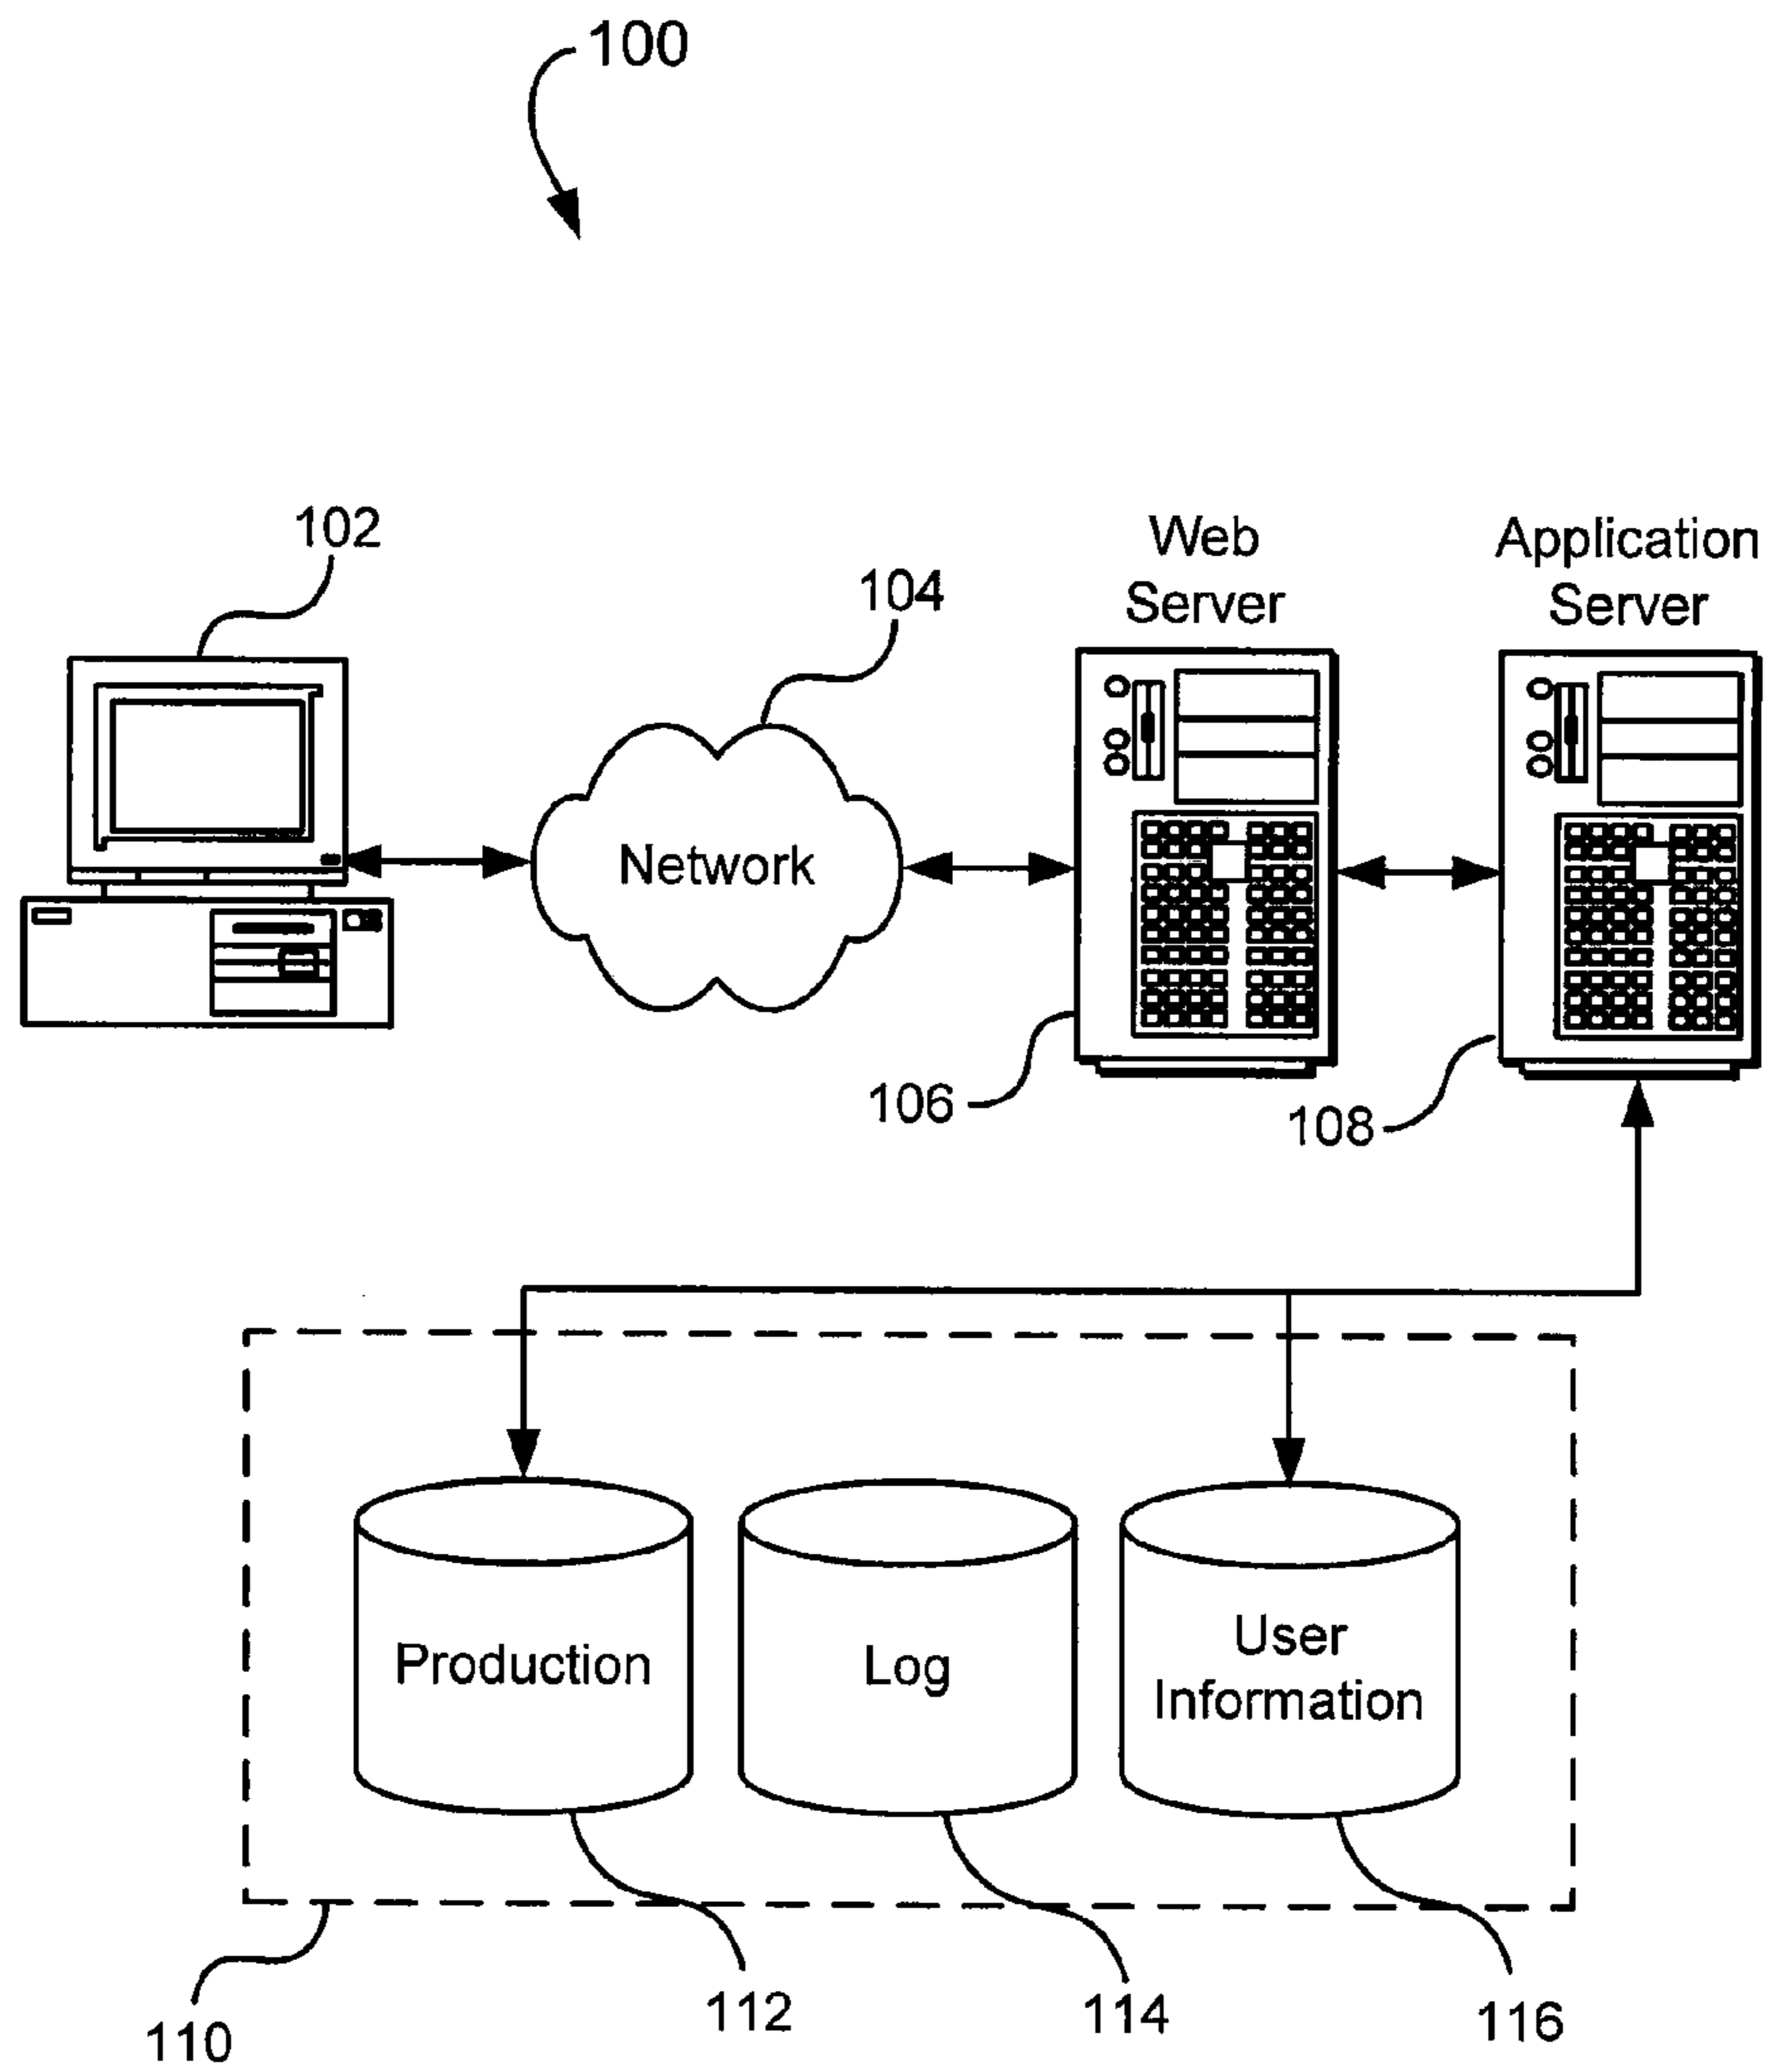 100
102
104
Web
Server
Application
Server
Network
106
108
Production
Log
User
Information
110
112
114
116